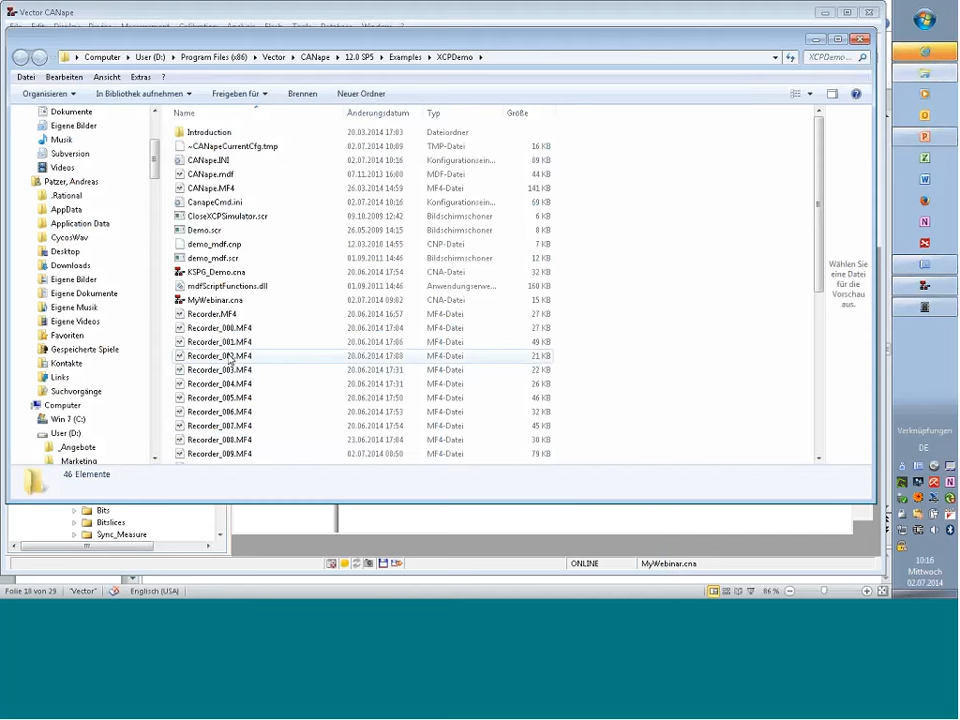 Vector CANape
Computer ▸ User (D:) ▸ Program Files (x86) ▸ Vector ▸ CANape ▸ 12.0 SP5 ▸ Examples ▸ XCPDemo ▸
XCPDemo...
Datei Bearbeiten Ansicht Extras ?
Organisieren In Bibliothek aufnehmen Freigeben für Brennen Neuer Ordner
Name Änderungsdatum Typ Größe
Dokumente
Eigene Bilder
Musik
Subversion
Videos
Patzer, Andreas
.Rational
AppData
Application Data
CycosWav
Desktop
Downloads
Eigene Bilder
Eigene Dokumente
Eigene Musik
Eigene Videos
Favoriten
Gespeicherte Spiele
Kontakte
Links
Suchvorgänge
Computer
Win 7 (C:)
User (D:)
_Angebote
Marketing
Introduction 20.03.2014 17:03 Dateiordner
~CANapeCurrentCfg.tmp 02.07.2014 10:09 TMP-Datei 16 KB
CANape.INI 02.07.2014 10:16 Konfigurationsein... 89 KB
CANape.mdf 07.11.2013 16:00 MDF-Datei 44 KB
CANape.MF4 26.03.2014 14:59 MF4-Datei 141 KB
CanapeCmd.ini 02.07.2014 10:16 Konfigurationsein... 69 KB
CloseXCPSimulator.scr 09.10.2009 12:42 Bildschirmschoner 6 KB
Demo.scr 26.05.2009 14:15 Bildschirmschoner 8 KB
demo_mdf.cnp 12.03.2010 14:55 CNP-Datei 7 KB
demo_mdf.scr 01.09.2011 14:46 Bildschirmschoner 12 KB
KSPG_Demo.cna 20.06.2014 17:54 CNA-Datei 32 KB
mdfScriptFunctions.dll 01.09.2011 14:46 Anwendungserwe... 160 KB
MyWebinar.cna 02.07.2014 09:02 CNA-Datei 15 KB
Recorder.MF4 20.06.2014 16:57 MF4-Datei 27 KB
Recorder_000.MF4 20.06.2014 17:04 MF4-Datei 27 KB
Recorder_001.MF4 20.06.2014 17:06 MF4-Datei 49 KB
Recorder_002.MF4 20.06.2014 17:08 MF4-Datei 21 KB
Recorder_003.MF4 20.06.2014 17:31 MF4-Datei 22 KB
Recorder_004.MF4 20.06.2014 17:31 MF4-Datei 26 KB
Recorder_005.MF4 20.06.2014 17:50 MF4-Datei 46 KB
Recorder_006.MF4 20.06.2014 17:53 MF4-Datei 32 KB
Recorder_007.MF4 20.06.2014 17:54 MF4-Datei 45 KB
Recorder_008.MF4 23.06.2014 17:04 MF4-Datei 30 KB
Recorder_009.MF4 02.07.2014 08:50 MF4-Datei 79 KB
Wählen Sie
eine Datei
für die
Vorschau
aus.
46 Elemente
Bits
Bitslices
Sync_Measure
ONLINE MyWebinar.cna
Folie 18 von 29 "Vector" Englisch (USA) 86 %
Verknüpfungen
DE
10:16
Mittwoch
02.07.2014